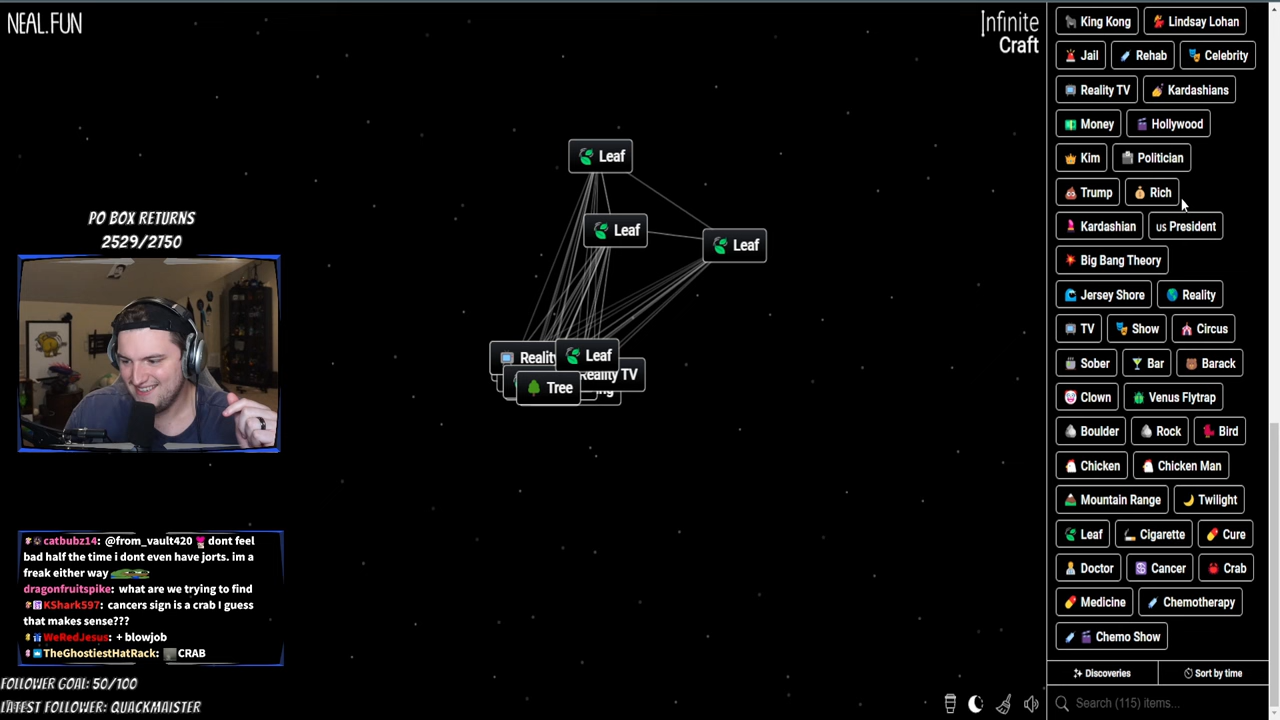 NEAL.FUN
Infinite
Craft
PO BOX RETURNS
2529/2750
Leaf
Leaf
Leaf
Reality
Leaf
Reality TV
Tree
catbubz14: @from_vault420 dont feel
bad half the time i dont even have jorts. im a
freak either way
dragonfruitspike: what are we trying to find
KShark597: cancers sign is a crab I guess
that makes sense???
WeRedJesus: + blowjob
TheGhostiestHatRack: CRAB
FOLLOWER GOAL: 50/100
LATEST FOLLOWER: QUACKMAISTER
King Kong Lindsay Lohan
Jail Rehab Celebrity
Reality TV Kardashians
Money Hollywood
Kim Politician
Trump Rich
Kardashian US President
Big Bang Theory
Jersey Shore Reality
TV Show Circus
Sober Bar Barack
Clown Venus Flytrap
Boulder Rock Bird
Chicken Chicken Man
Mountain Range Twilight
Leaf Cigarette Cure
Doctor Cancer Crab
Medicine Chemotherapy
Chemo Show
Discoveries Sort by time
Search (115) items...